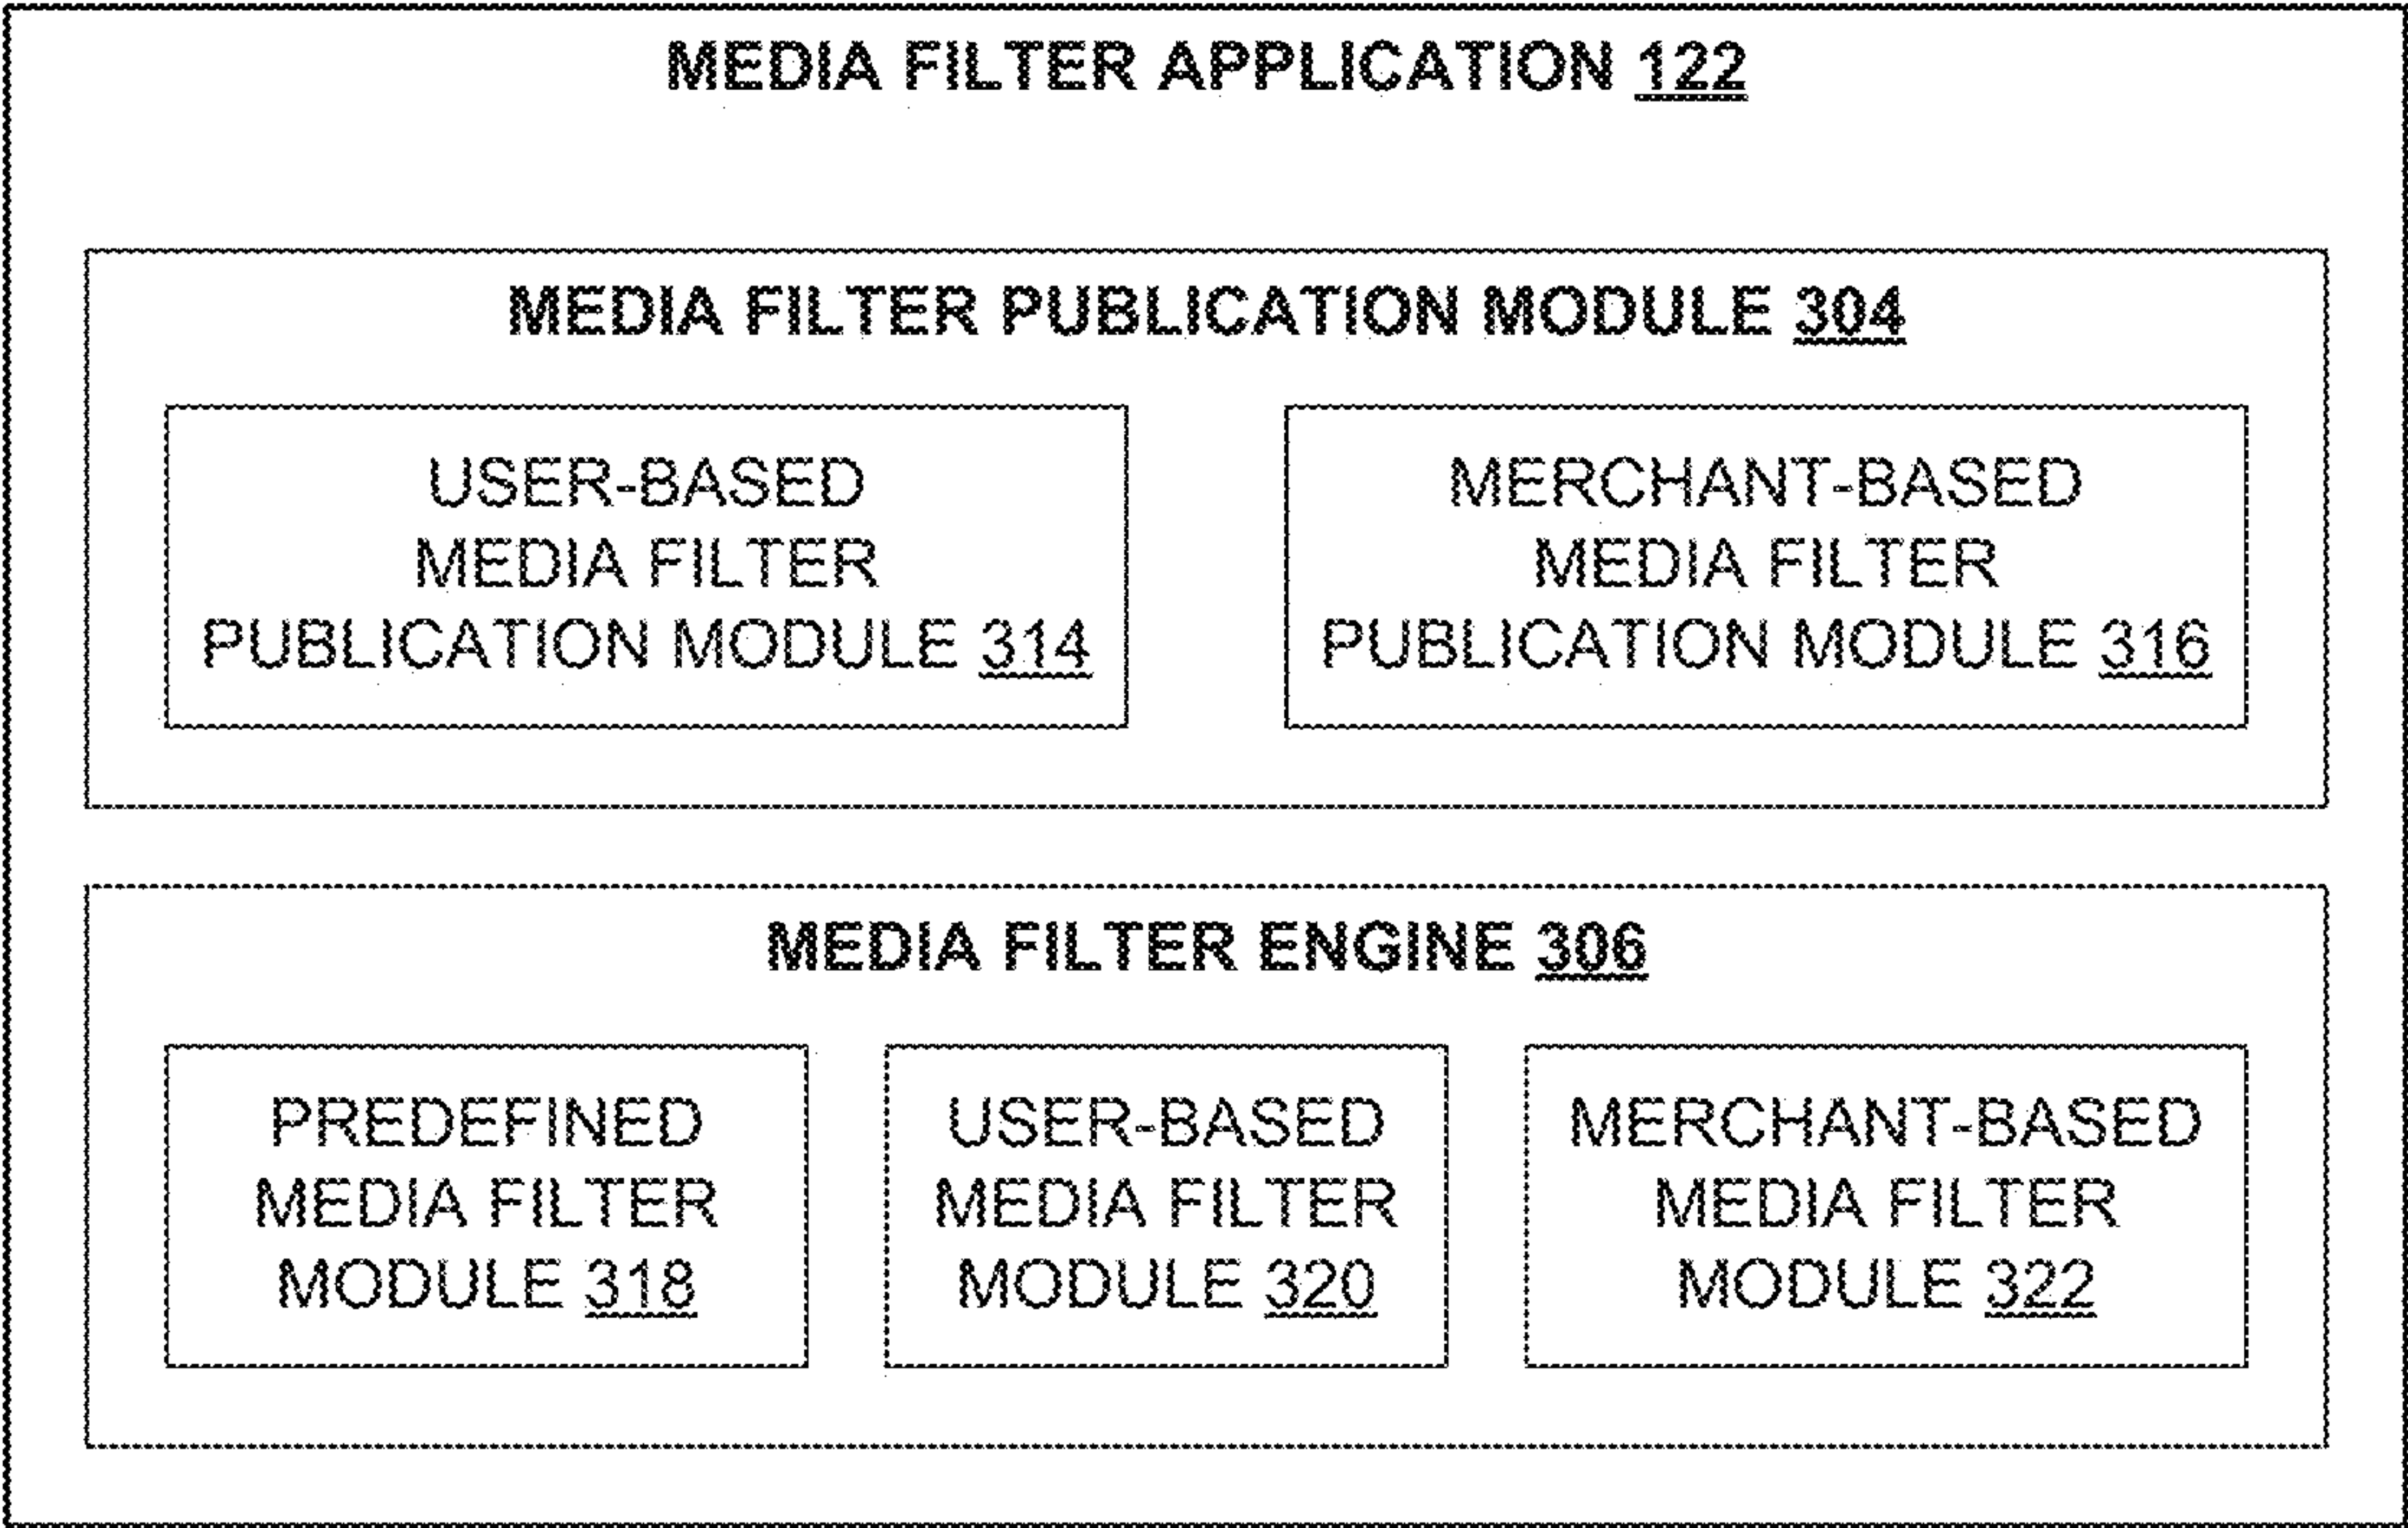 MEDIA FILTER APPLICATION 122
MEDIA FILTER PUBLICATION MODULE 304
USER-BASED
MEDIA FILTER
PUBLICATION MODULE 314
MERCHANT-BASED
MEDIA FILTER
PUBLICATION MODULE 316
MEDIA FILTER ENGINE 306
PREDEFINED
MEDIA FILTER
MODULE 318
USER-BASED
MEDIA FILTER
MODULE 320
MERCHANT-BASED
MEDIA FILTER
MODULE 322